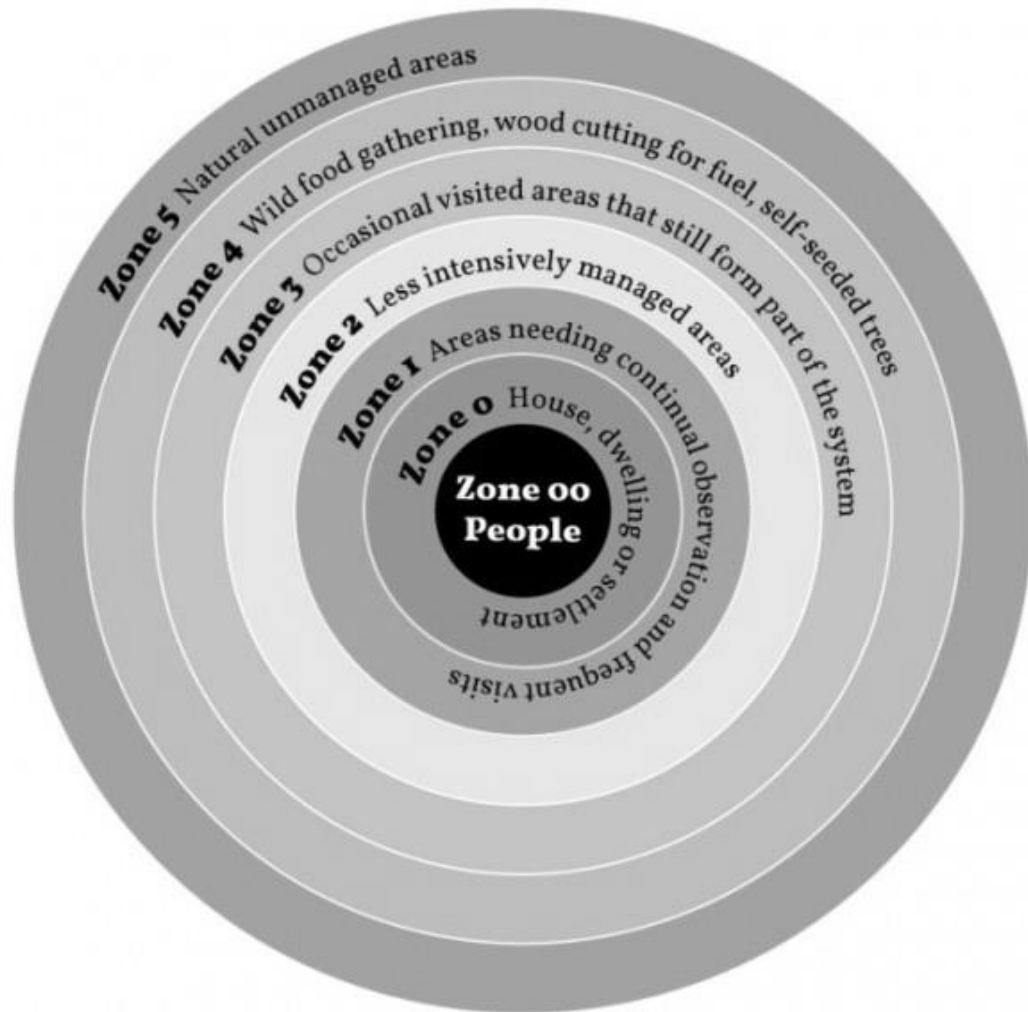 Zone 5 Natural unmanaged areas
Zone 4 Wild food gathering, wood cutting for fuel, self-seeded trees
Zone 3 Occasional visited areas that still form part of the system
Zone 2 Less intensively managed areas
Zone 1 Areas needing continual observation and frequent visits
Zone 0 House, dwelling or settlement
Zone 00
People